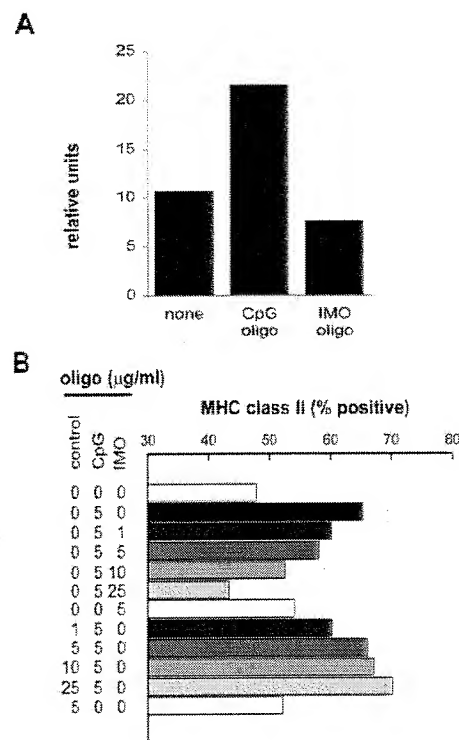 A
25
20
15
10
5
0
relative units
none
CpG oligo
IMO oligo
B
oligo (µg/ml)
control CpG IMO
MHC class II (% positive)
30 40 50 60 70 80
0 0 0
0 5 0
0 5 1
0 5 5
0 5 10
0 5 25
0 0 5
1 5 0
5 5 0
10 5 0
25 5 0
5 0 0